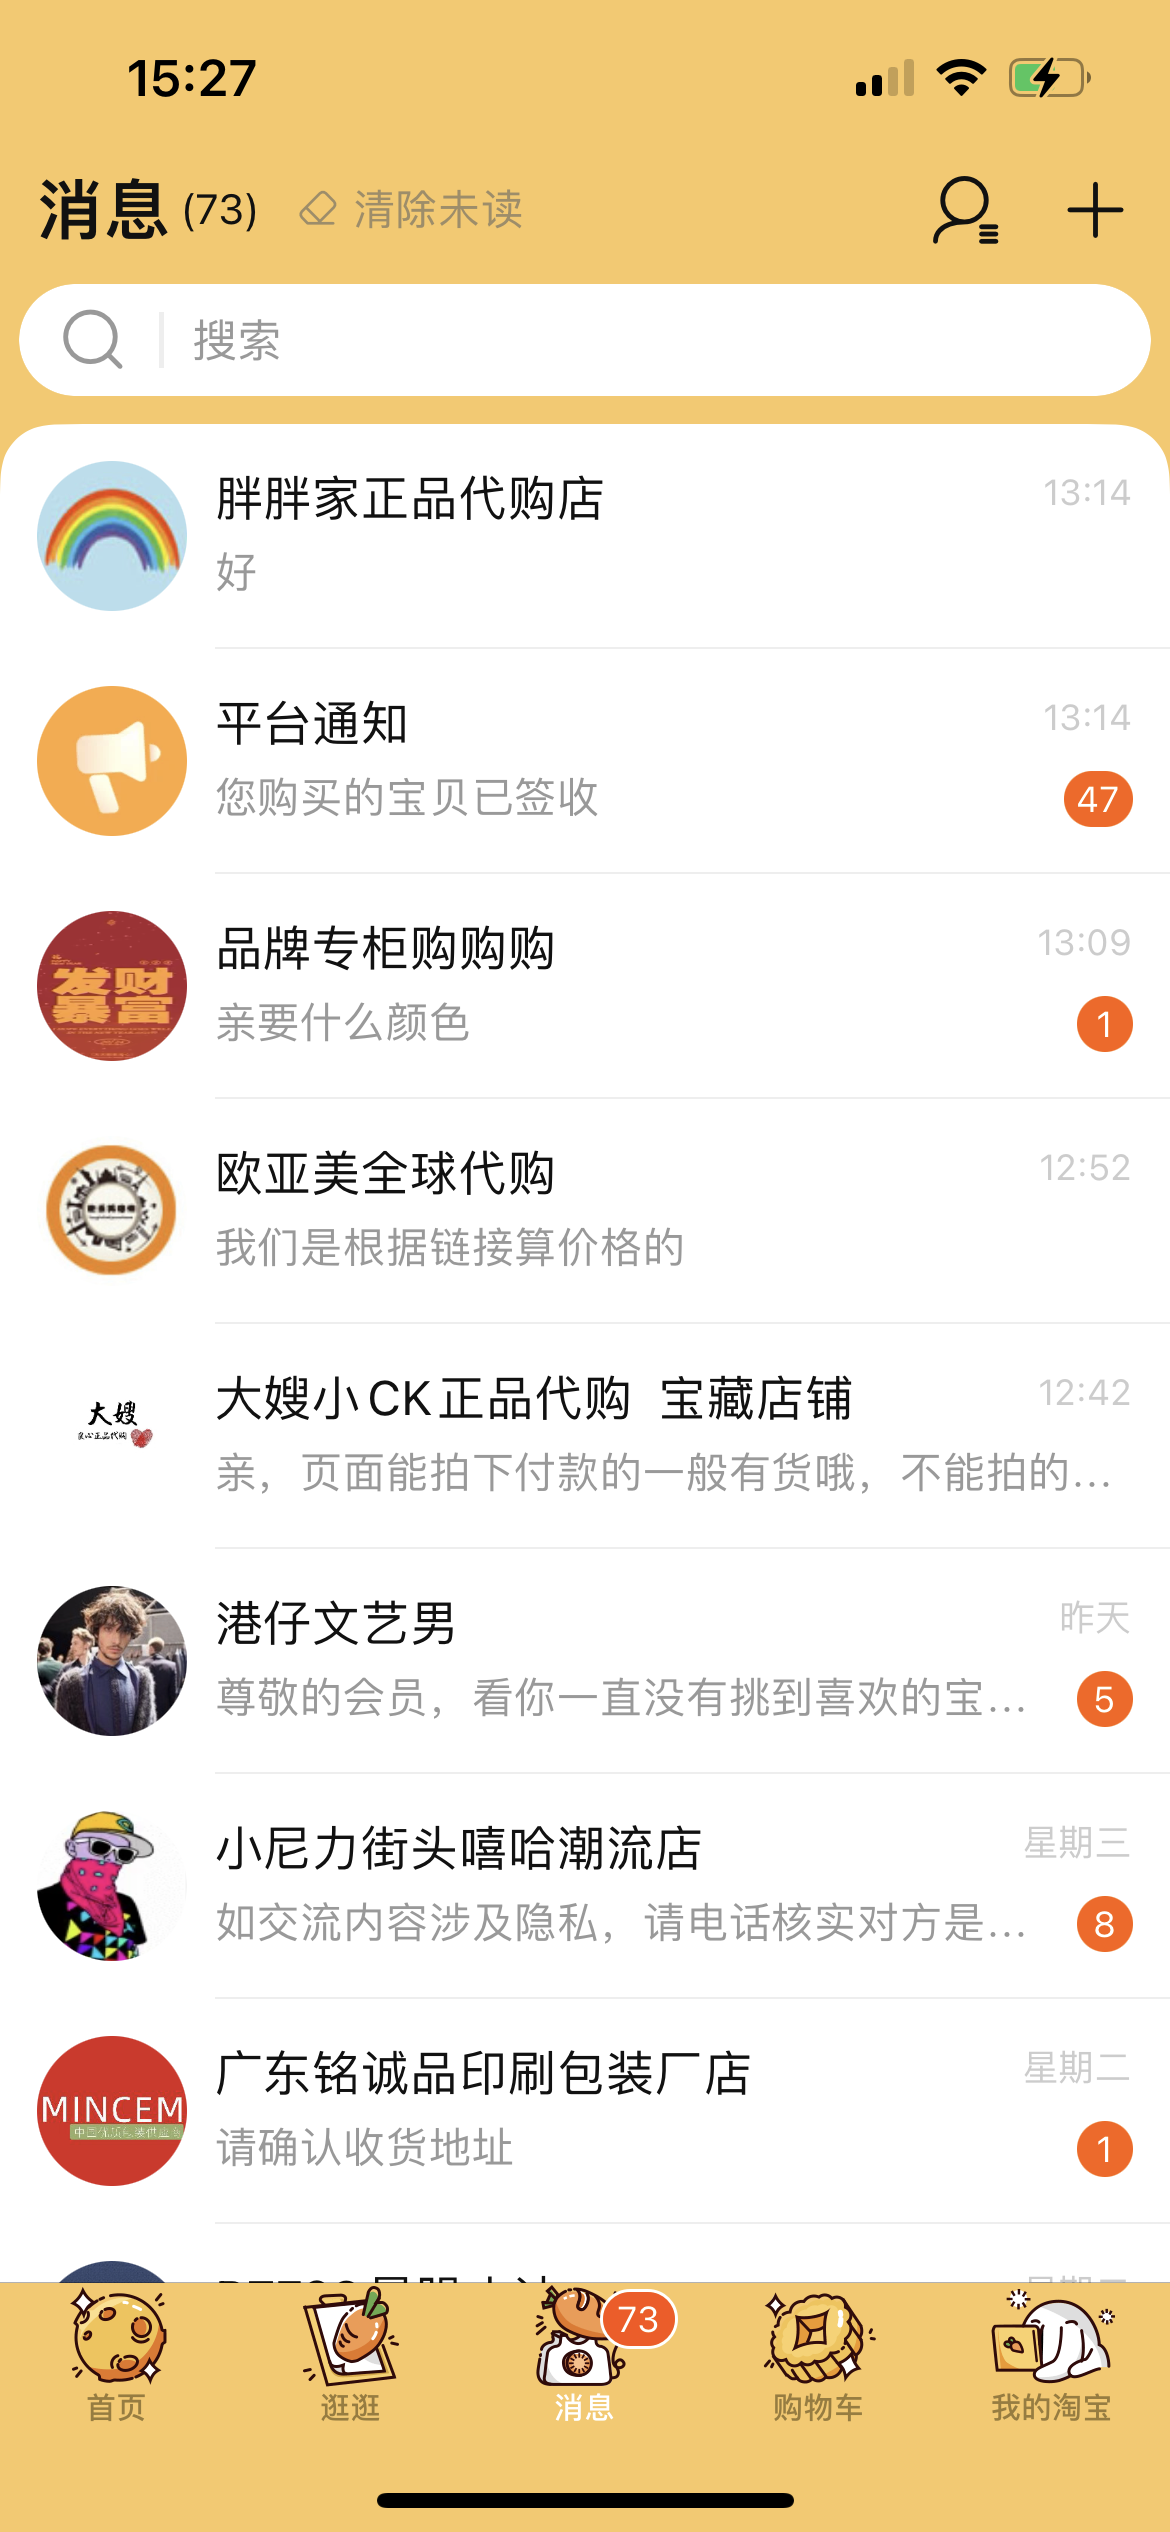 15:27
消息 (73) 清除未读
搜索
胖胖家正品代购店 13:14
好
平台通知 13:14
您购买的宝贝已签收 47
发财
暴富
品牌专柜购购购 13:09
亲要什么颜色 1
欧亚美全球代购 12:52
我们是根据链接算价格的
大嫂
良心正品代购
大嫂小CK正品代购 宝藏店铺 12:42
亲，页面能拍下付款的一般有货哦，不能拍的...
港仔文艺男 昨天
尊敬的会员，看你一直没有挑到喜欢的宝... 5
小尼力街头嘻哈潮流店 星期三
如交流内容涉及隐私，请电话核实对方是... 8
MINCEM
广东铭诚品印刷包装厂店 星期二
请确认收货地址 1
73
首页 逛逛 消息 购物车 我的淘宝